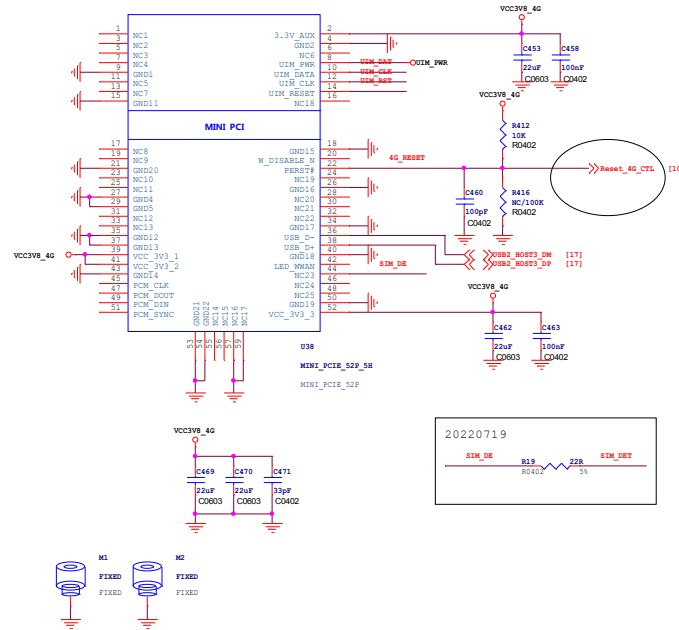 VCC3V8_4G
1 NC1 3.3V_AUX 2
3 NC2 GND2 4
5 NC3 NC6 6
7 NC4 UIM_PWR 8 UIM_DAT UIM_PWR
9 GND1 UIM_DATA 10 UIM_CLK
11 NC5 UIM_CLK 12 UIM_RST
13 NC7 UIM_RESET 14
15 GND11 NC18 16
C453
22uF
C0603
C458
100nF
C0402
VCC3V8_4G
MINI PCI
R412
10K
R0402
17 NC8 GND15 18
19 NC9 W_DISABLE_N 20 4G_RESET
21 GND20 PERST# 22 Reset_4G_CTL [10
23 NC10 NC19 24
25 NC11 GND16 26
27 GND4 NC20 28
29 GND5 NC21 30
31 NC12 NC22 32
33 NC13 GND17 34
35 GND12 USB_D- 36
37 GND13 USB_D+ 38
39 VCC_3V3_1 GND18 40
41 VCC_3V3_2 LED_WWAN 42 SIM_DE
43 GND14 NC23 44
45 PCM_CLK NC24 46
47 PCM_DOUT NC25 48
49 PCM_DIN GND19 50
51 PCM_SYNC VCC_3V3_3 52
C460
100pF
C0402
R416
NC/100K
R0402
VCC3V8_4G
USB2_HOST3_DM [17]
USB2_HOST3_DP [17]
VCC3V8_4G
C462
22uF
C0603
C463
100nF
C0402
GND21 GND22 NC14 NC15 NC16 NC17
53 54 55 56 57 59
U38
MINI_PCIE_52P_5H
MINI_PCIE_52P
VCC3V8_4G
C469
22uF
C0603
C470
22uF
C0603
C471
33pF
C0402
20220719
SIM_DE R19 22R SIM_DET
R0402 5%
M1
FIXED
FIXED
M2
FIXED
FIXED